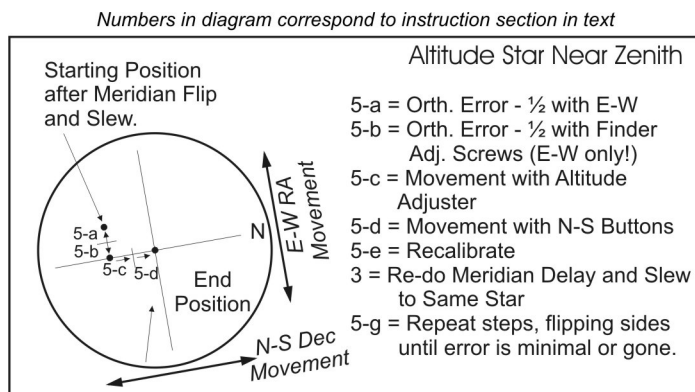 Numbers in diagram correspond to instruction section in text
Altitude Star Near Zenith
Starting Position
after Meridian Flip
and Slew.
5-a
5-b
5-c
5-d
N
End
Position
E-W RA
Movement
N-S Dec
Movement
5-a = Orth. Error - ½ with E-W
5-b = Orth. Error - ½ with Finder
Adj. Screws (E-W only!)
5-c = Movement with Altitude
Adjuster
5-d = Movement with N-S Buttons
5-e = Recalibrate
3 = Re-do Meridian Delay and Slew
to Same Star
5-g = Repeat steps, flipping sides
until error is minimal or gone.